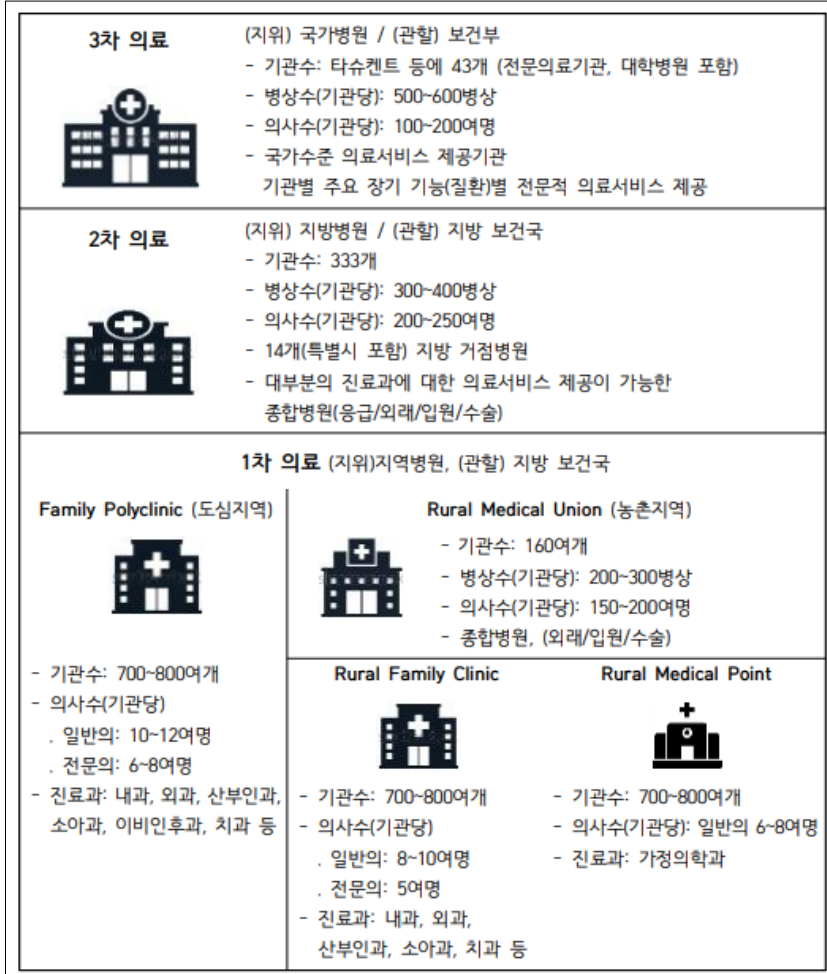 3차 의료
(지위) 국가병원 / (관할) 보건부
- 기관수: 타슈켄트 등에 43개 (전문의료기관, 대학병원 포함)
- 병상수(기관당): 500~600병상
- 의사수(기관당): 100~200여명
- 국가수준 의료서비스 제공기관
기관별 주요 장기 기능(질환)별 전문적 의료서비스 제공
2차 의료
(지위) 지방병원 / (관할) 지방 보건국
- 기관수: 333개
- 병상수(기관당): 300~400병상
- 의사수(기관당): 200~250여명
- 14개(특별시 포함) 지방 거점병원
- 대부분의 진료과에 대한 의료서비스 제공이 가능한
종합병원(응급/외래/입원/수술)
1차 의료 (지위)지역병원, (관할) 지방 보건국
Family Polyclinic (도심지역)
- 기관수: 700~800여개
- 의사수(기관당)
. 일반의: 10~12여명
. 전문의: 6~8여명
- 진료과: 내과, 외과, 산부인과,
소아과, 이비인후과, 치과 등
Rural Medical Union (농촌지역)
- 기관수: 160여개
- 병상수(기관당): 200~300병상
- 의사수(기관당): 150~200여명
- 종합병원, (외래/입원/수술)
Rural Family Clinic
- 기관수: 700~800여개
- 의사수(기관당)
. 일반의: 8~10여명
. 전문의: 5여명
- 진료과: 내과, 외과,
산부인과, 소아과, 치과 등
Rural Medical Point
- 기관수: 700~800여개
- 의사수(기관당): 일반의 6~8여명
- 진료과: 가정의학과